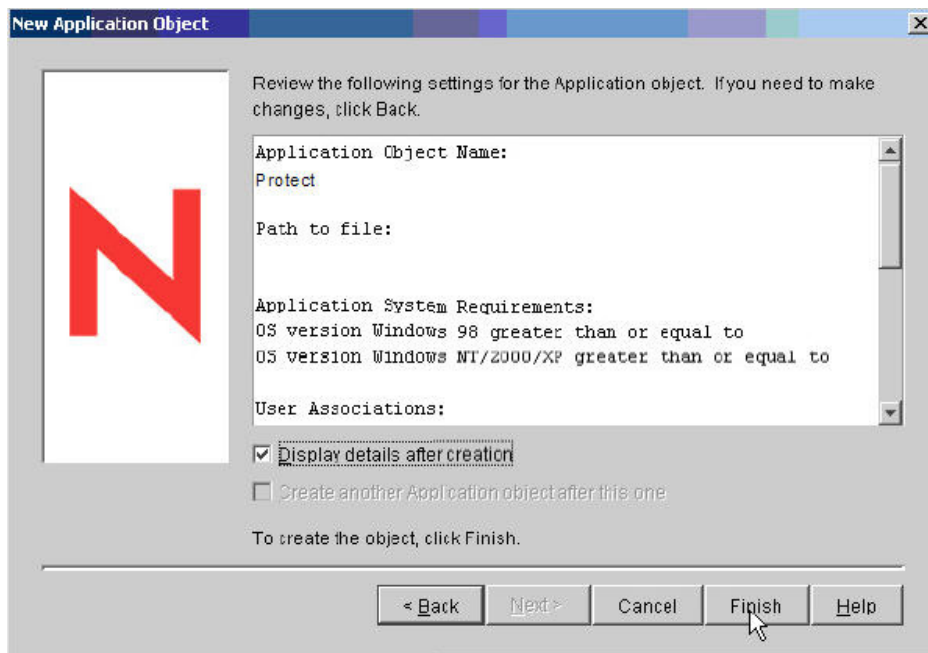 New Application Object
Review the following settings for the Application object. If you need to make
changes, click Back.
Application Object Name:
Protect
Path to file:
Application System Requirements:
OS version Windows 98 greater than or equal to
OS version Windows NT/2000/XP greater than or equal to
User Associations:
Display details after creation
Create another Application object after this one
To create the object, click Finish.
< Back Next > Cancel Finish Help